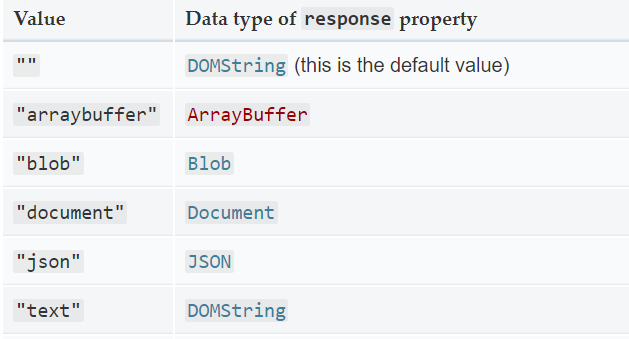 Value Data type of response property
"" DOMString (this is the default value)
"arraybuffer" ArrayBuffer
"blob" Blob
"document" Document
"json" JSON
"text" DOMString